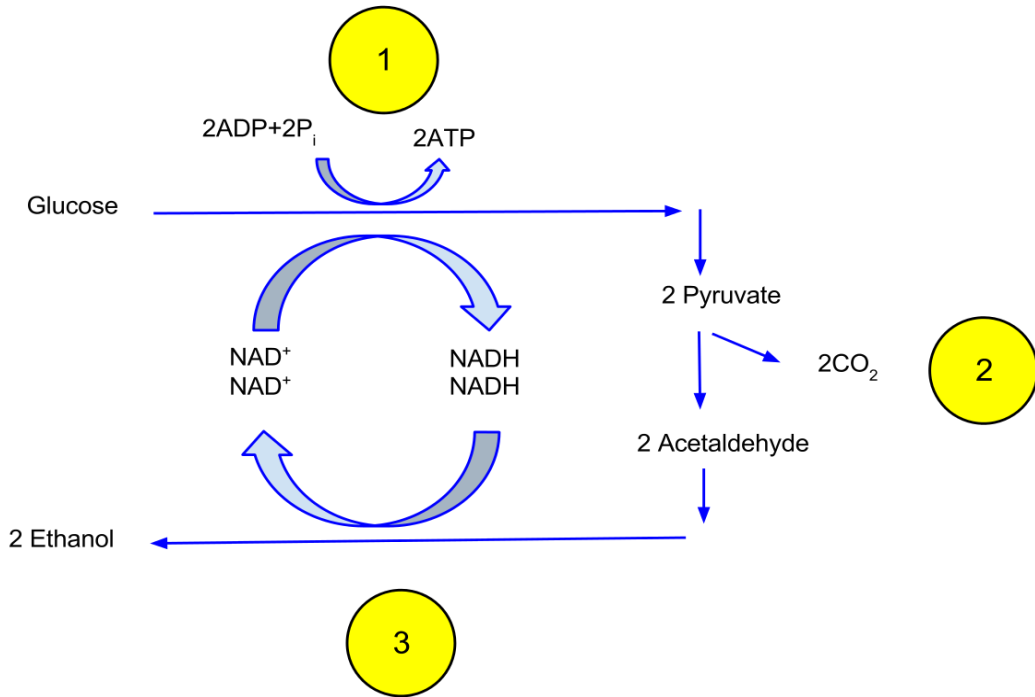 1
2ADP+2Pᵢ
2ATP
Glucose
2 Pyruvate
NAD⁺
NAD⁺
NADH
NADH
2CO₂
2
2 Acetaldehyde
2 Ethanol
3